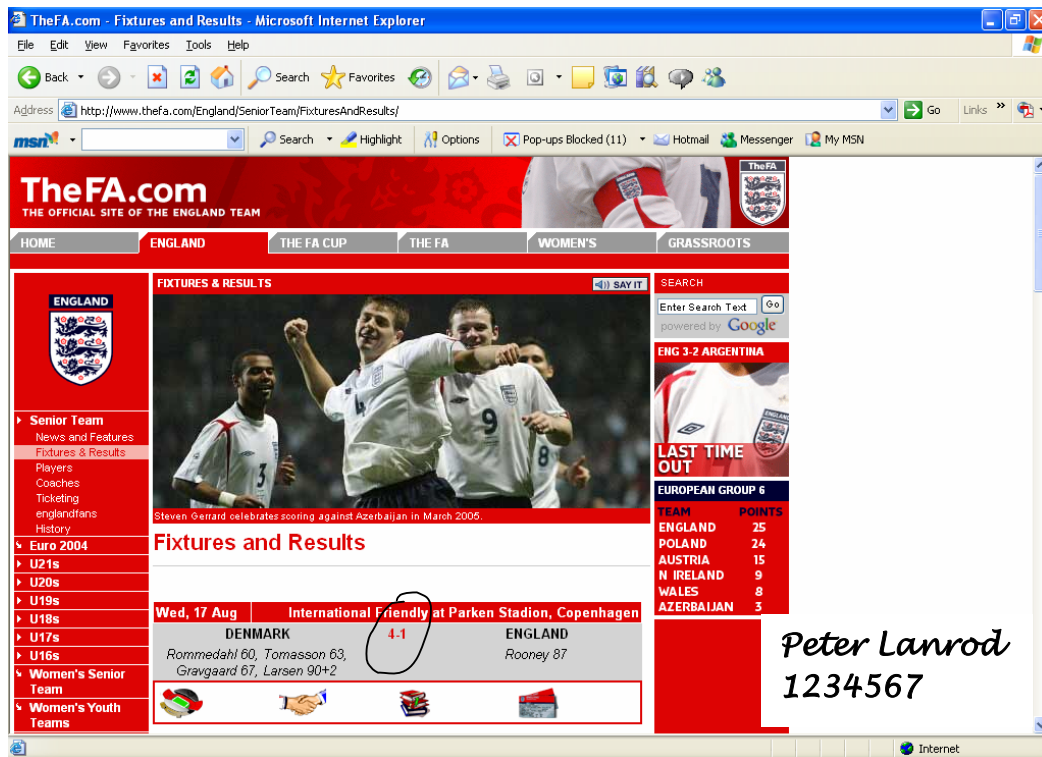 TheFA.com - Fixtures and Results - Microsoft Internet Explorer
File Edit View Favorites Tools Help
Back Search Favorites
Address http://www.thefa.com/England/SeniorTeam/FixturesAndResults/ Go Links »
msn Search Highlight Options Pop-ups Blocked (11) Hotmail Messenger My MSN
TheFA.com
THE OFFICIAL SITE OF THE ENGLAND TEAM
TheFA
HOME ENGLAND THE FA CUP THE FA WOMEN'S GRASSROOTS
ENGLAND
Senior Team
News and Features
Fixtures & Results
Players
Coaches
Ticketing
englandfans
History
Euro 2004
U21s
U20s
U19s
U18s
U17s
U16s
Women's Senior
Team
Women's Youth
Teams
FIXTURES & RESULTS SAY IT
3
4
9
8
Steven Gerrard celebrates scoring against Azerbaijan in March 2005.
Fixtures and Results
Wed, 17 Aug International Friendly at Parken Stadion, Copenhagen
DENMARK 4-1 ENGLAND
Rommedahl 60, Tomasson 63, Rooney 87
Gravgaard 67, Larsen 90+2
SEARCH
Enter Search Text Go
powered by Google
ENG 3-2 ARGENTINA
ENGLAND
LAST TIME
OUT
EUROPEAN GROUP 6
TEAM POINTS
ENGLAND 25
POLAND 24
AUSTRIA 15
N IRELAND 9
WALES 8
AZERBAIJAN 3
Peter Lanrod
1234567
Internet